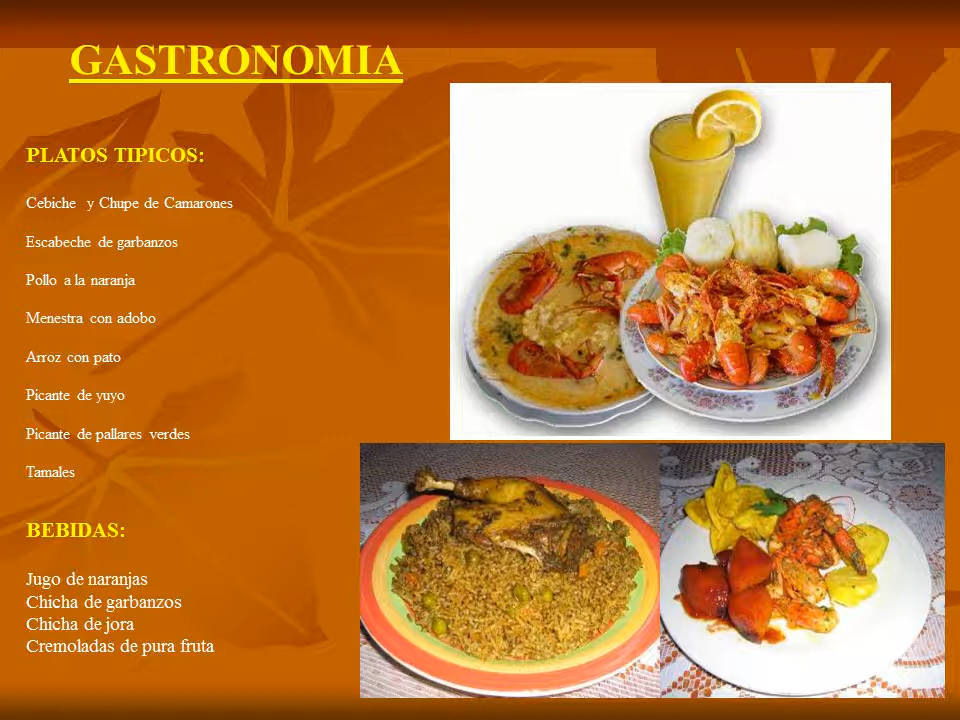 GASTRONOMIA
PLATOS TIPICOS:
Cebiche y Chupe de Camarones
Escabeche de garbanzos
Pollo a la naranja
Menestra con adobo
Arroz con pato
Picante de yuyo
Picante de pallares verdes
Tamales
BEBIDAS:
Jugo de naranjas
Chicha de garbanzos
Chicha de jora
Cremoladas de pura fruta